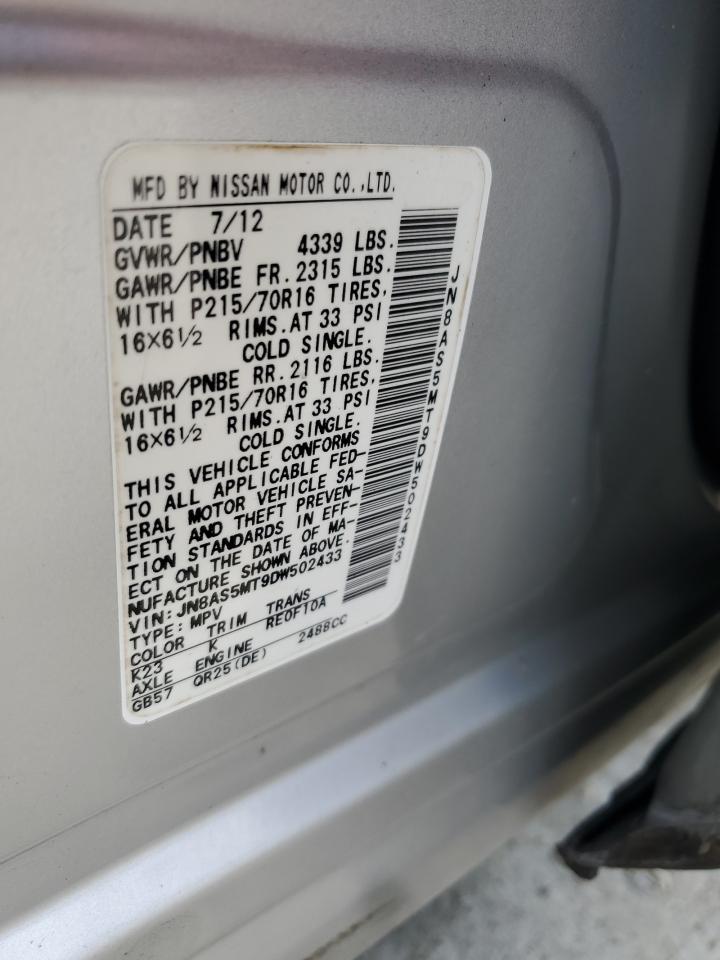 MFD BY NISSAN MOTOR CO.,LTD.
DATE 7/12
GVWR/PNBV 4339 LBS.
GAWR/PNBE FR. 2315 LBS.
WITH P215/70R16 TIRES,
16×6½ RIMS. AT 33 PSI
COLD SINGLE.
GAWR/PNBE RR. 2116 LBS.
WITH P215/70R16 TIRES,
16×6½ RIMS. AT 33 PSI
COLD SINGLE.
THIS VEHICLE CONFORMS
TO ALL APPLICABLE FED-
ERAL MOTOR VEHICLE SA-
FETY AND THEFT PREVEN-
TION STANDARDS IN EFF-
ECT ON THE DATE OF MA-
NUFACTURE SHOWN ABOVE.
VIN: JN8AS5MT9DW502433
TYPE: MPV
COLOR TRIM TRANS
K23 K RE0F10A
AXLE ENGINE
GB57 QR25(DE) 2488CC
JN8AS5MT9DW502433